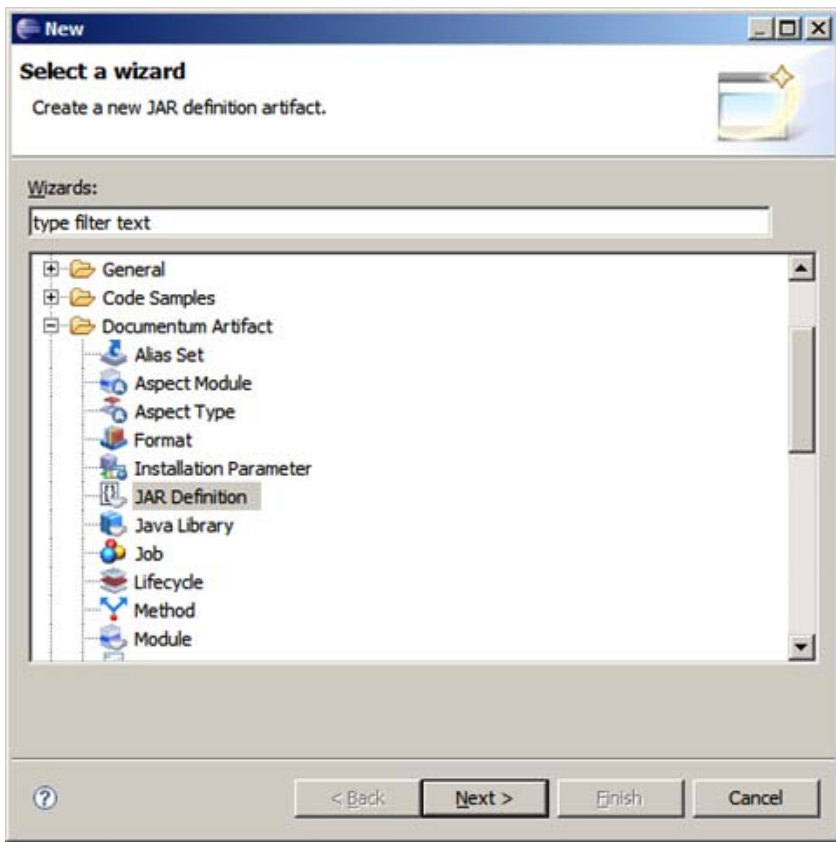 New
Select a wizard
Create a new JAR definition artifact.
Wizards:
type filter text
General
Code Samples
Documentum Artifact
Alias Set
Aspect Module
Aspect Type
Format
Installation Parameter
JAR Definition
Java Library
Job
Lifecycle
Method
Module
< Back
Next >
Finish
Cancel